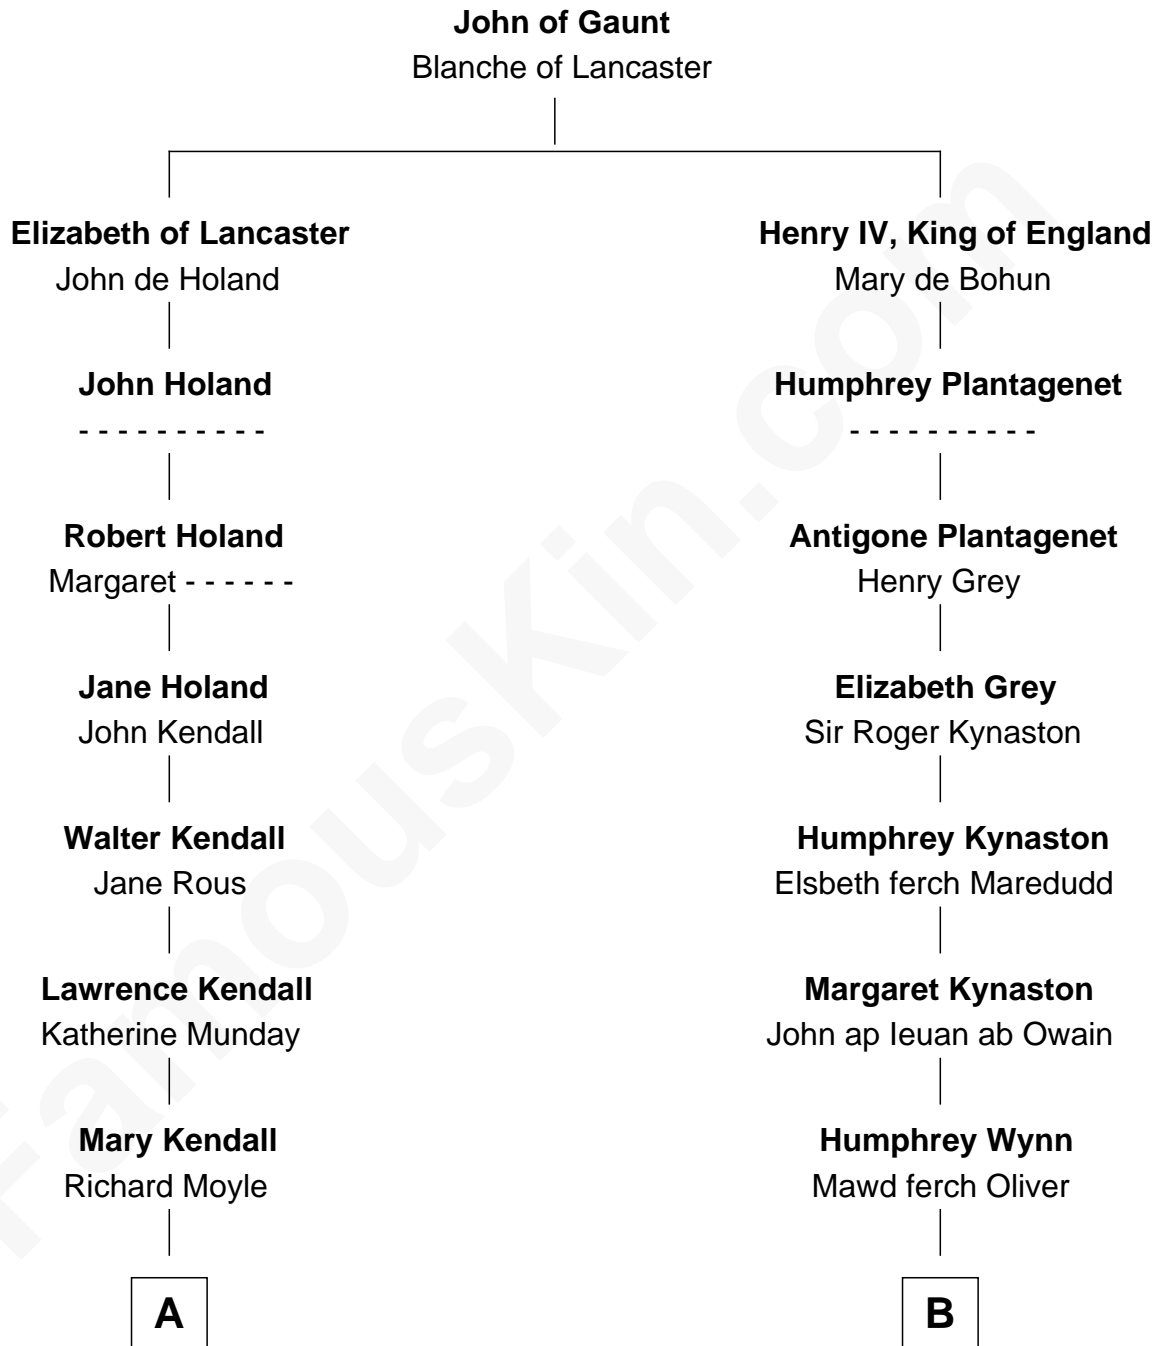 John of Gaunt
Blanche of Lancaster
Elizabeth of Lancaster
John de Holand
Henry IV, King of England
Mary de Bohun
John Holand
- - - - - - - - - -
Humphrey Plantagenet
- - - - - - - - - -
Robert Holand
Margaret - - - - - -
Antigone Plantagenet
Henry Grey
Jane Holand
John Kendall
Elizabeth Grey
Sir Roger Kynaston
Walter Kendall
Jane Rous
Humphrey Kynaston
Elsbeth ferch Maredudd
Lawrence Kendall
Katherine Munday
Margaret Kynaston
John ap Ieuan ab Owain
Mary Kendall
Richard Moyle
Humphrey Wynn
Mawd ferch Oliver
A
B
FamousKin.com